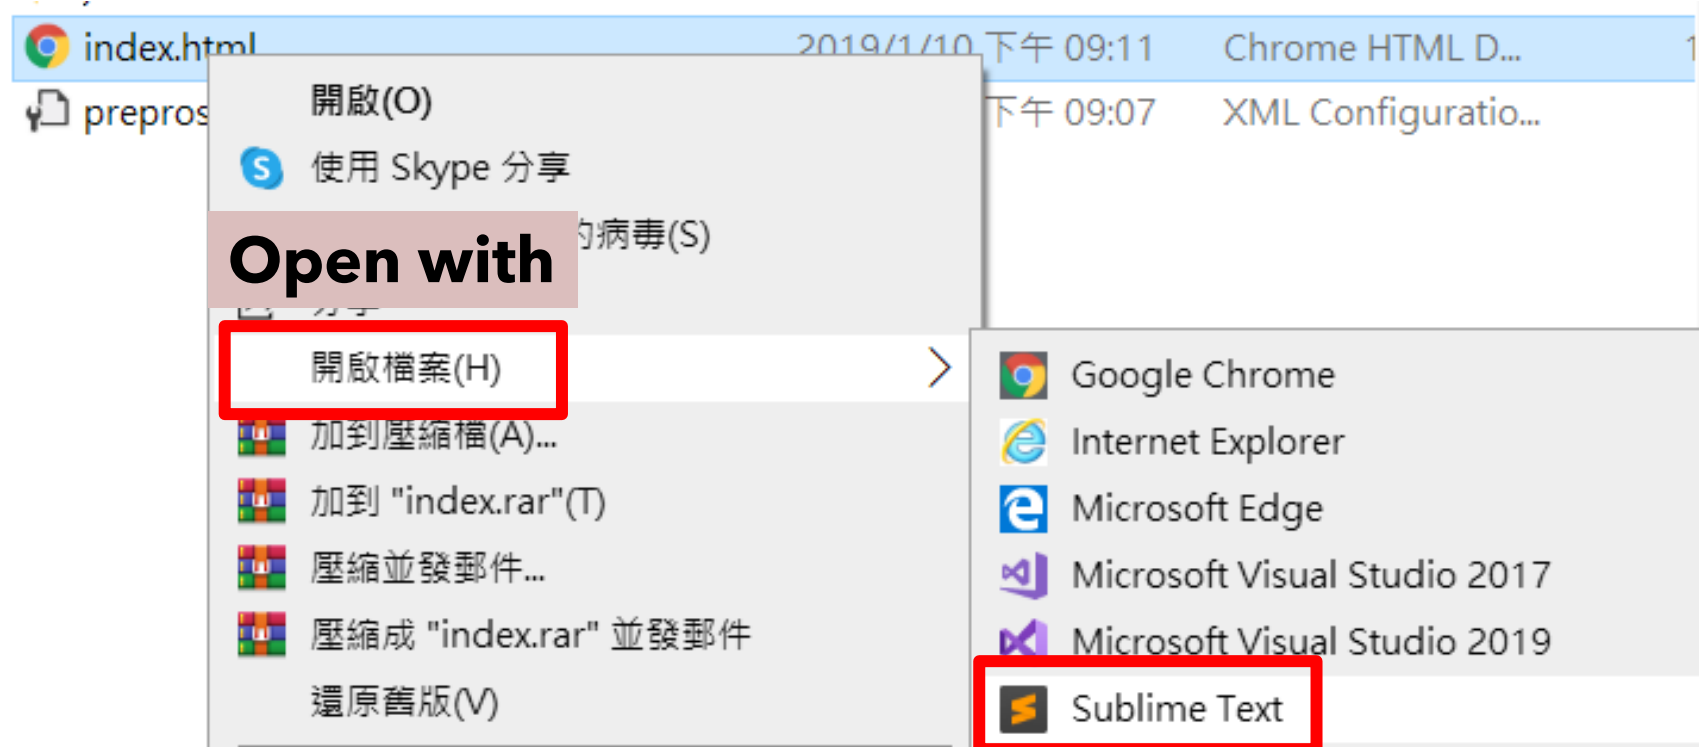 index.html 2019/1/10 下午 09:11 Chrome HTML D... 1
prepros 下午 09:07 XML Configuratio...
開啟(O)
使用 Skype 分享
的病毒(S)
Open with
分享
開啟檔案(H)
加到壓縮檔(A)...
加到 "index.rar"(T)
壓縮並發郵件...
壓縮成 "index.rar" 並發郵件
還原舊版(V)
Google Chrome
Internet Explorer
Microsoft Edge
Microsoft Visual Studio 2017
Microsoft Visual Studio 2019
Sublime Text